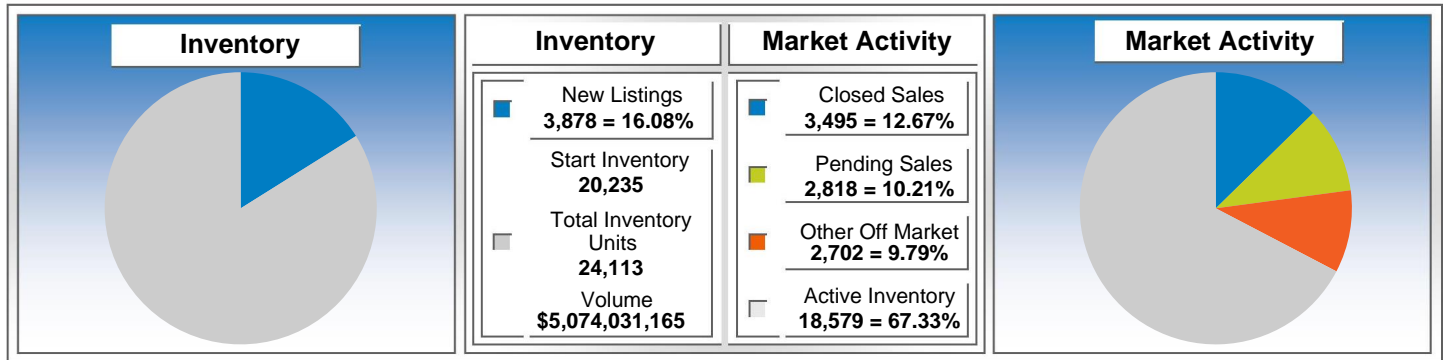 Inventory
Inventory
New Listings
3,878 = 16.08%
Start Inventory
20,235
Total Inventory
Units
24,113
Volume
$5,074,031,165
Market Activity
Closed Sales
3,495 = 12.67%
Pending Sales
2,818 = 10.21%
Other Off Market
2,702 = 9.79%
Active Inventory
18,579 = 67.33%
Market Activity